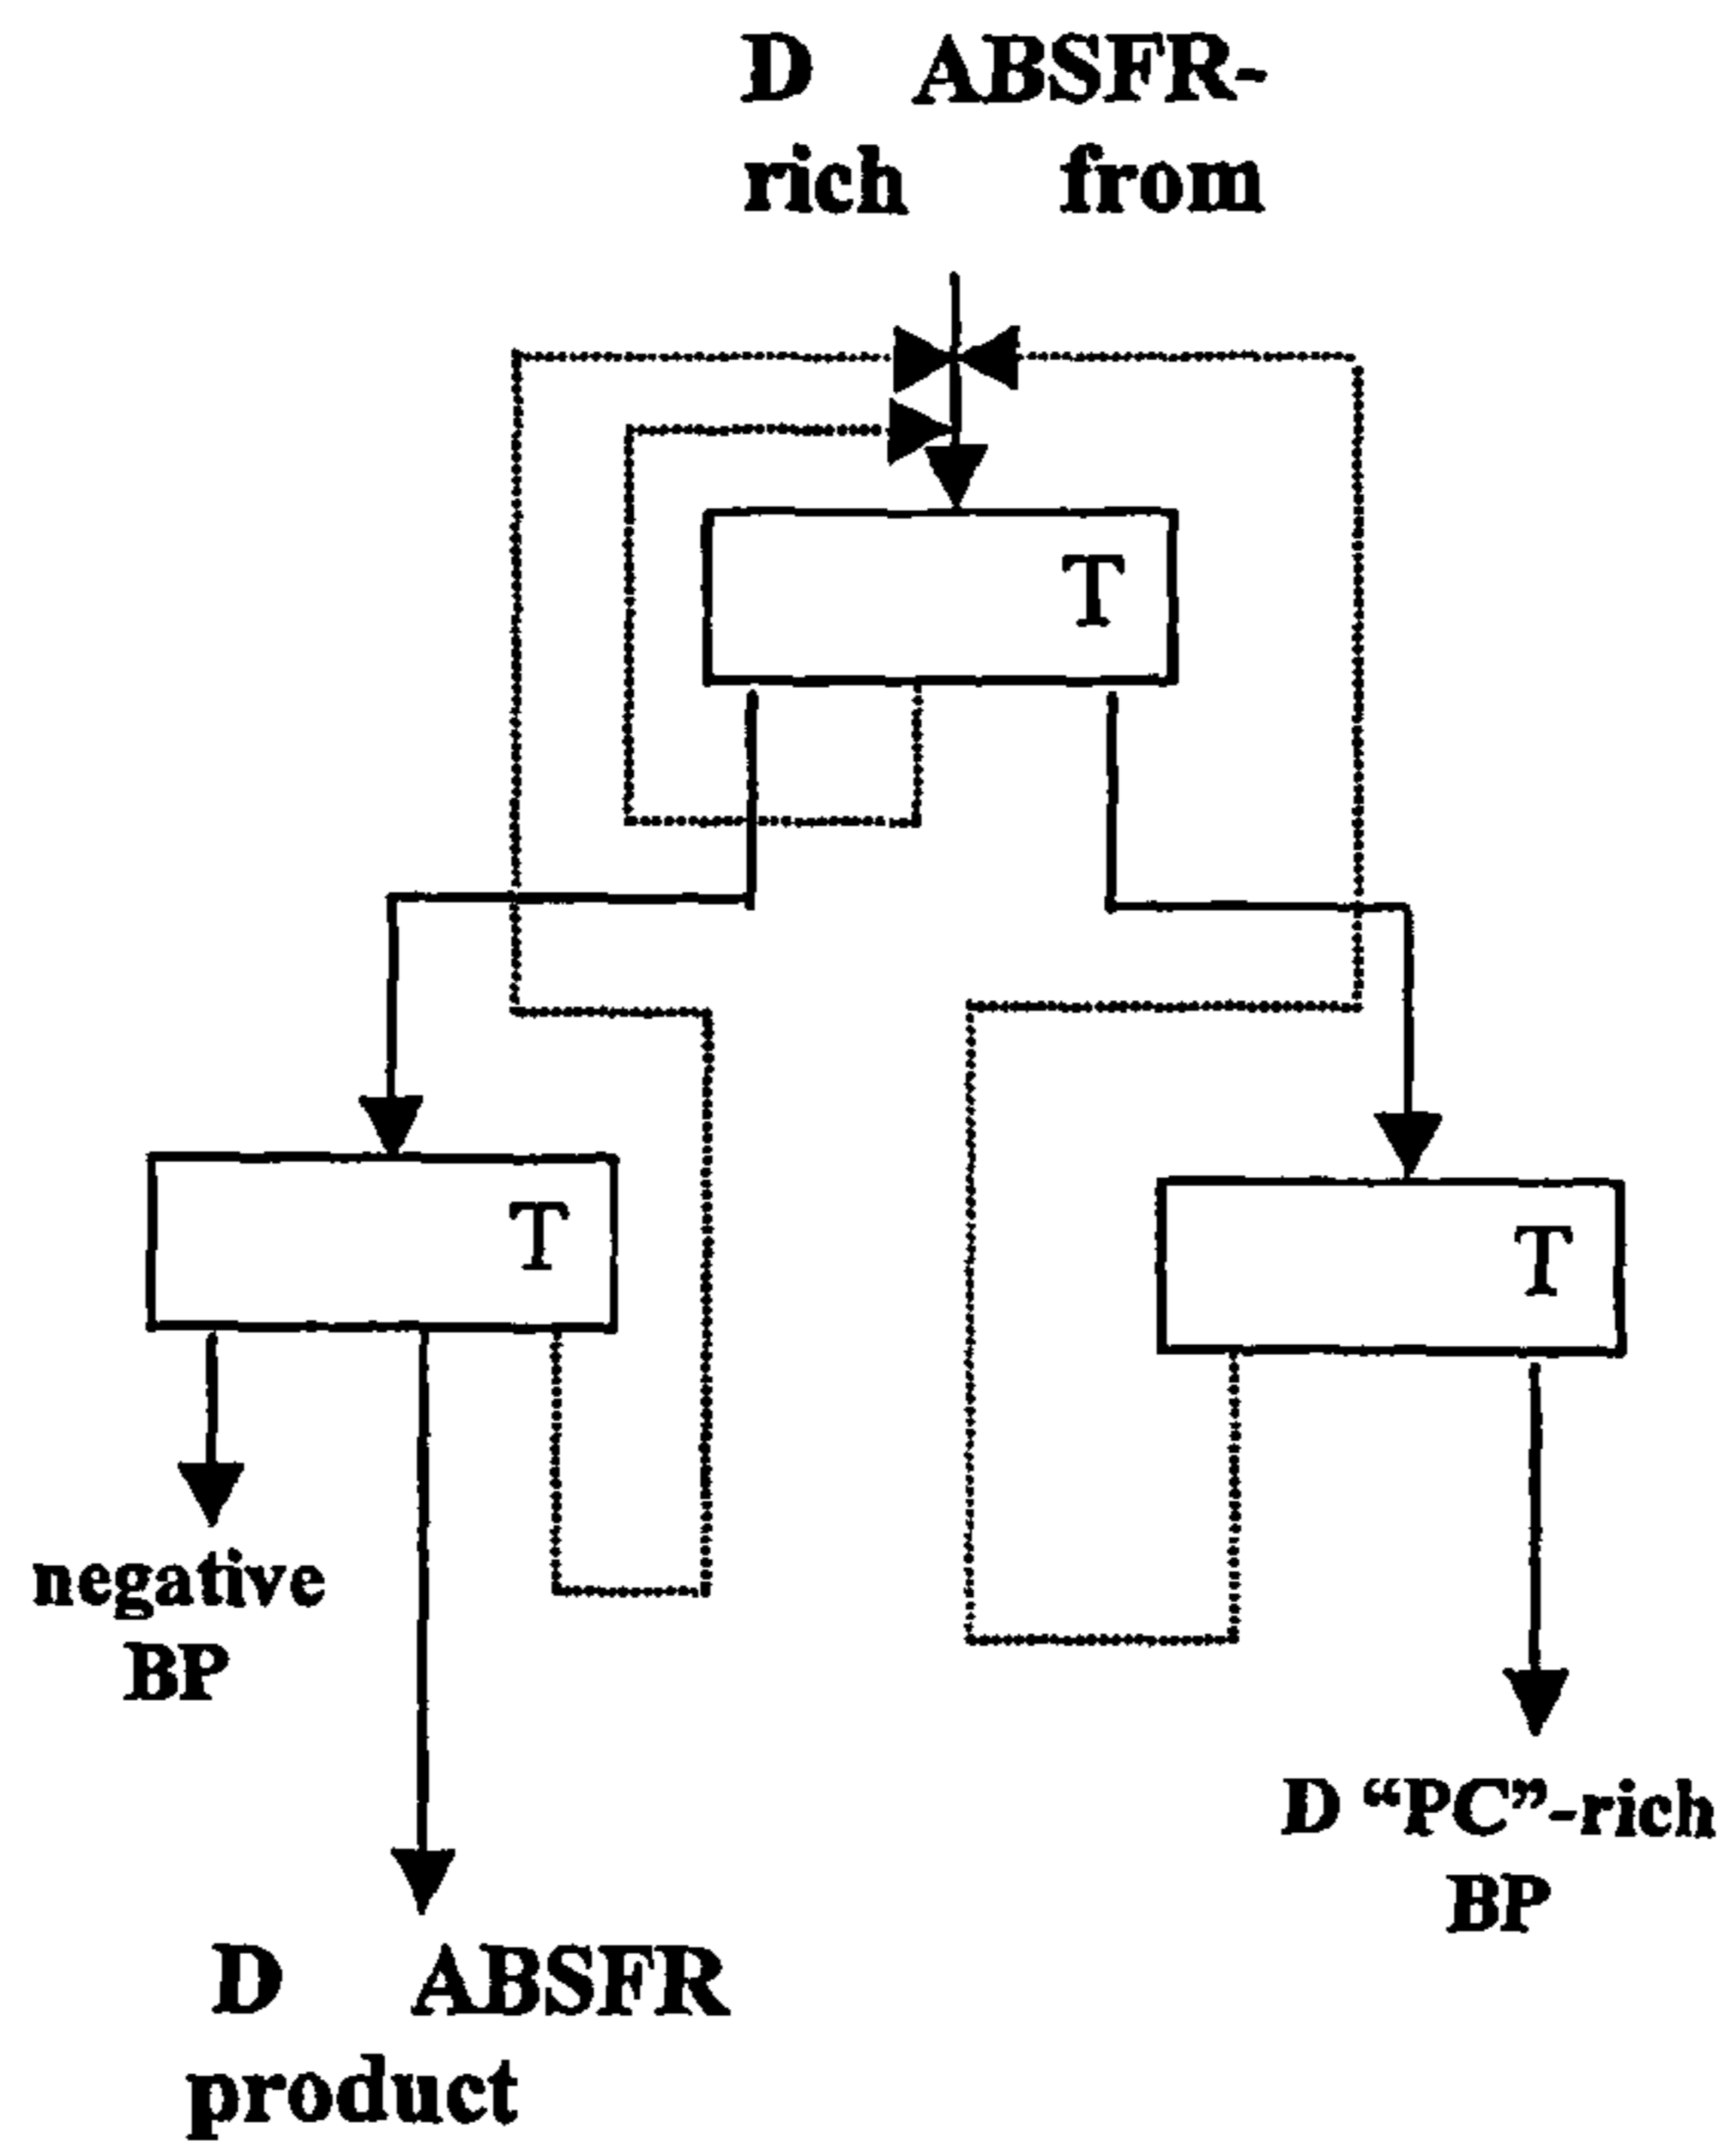 D ABSFR-
rich from
T
T
T
negative
BP
D “PC”-rich
BP
D ABSFR
product